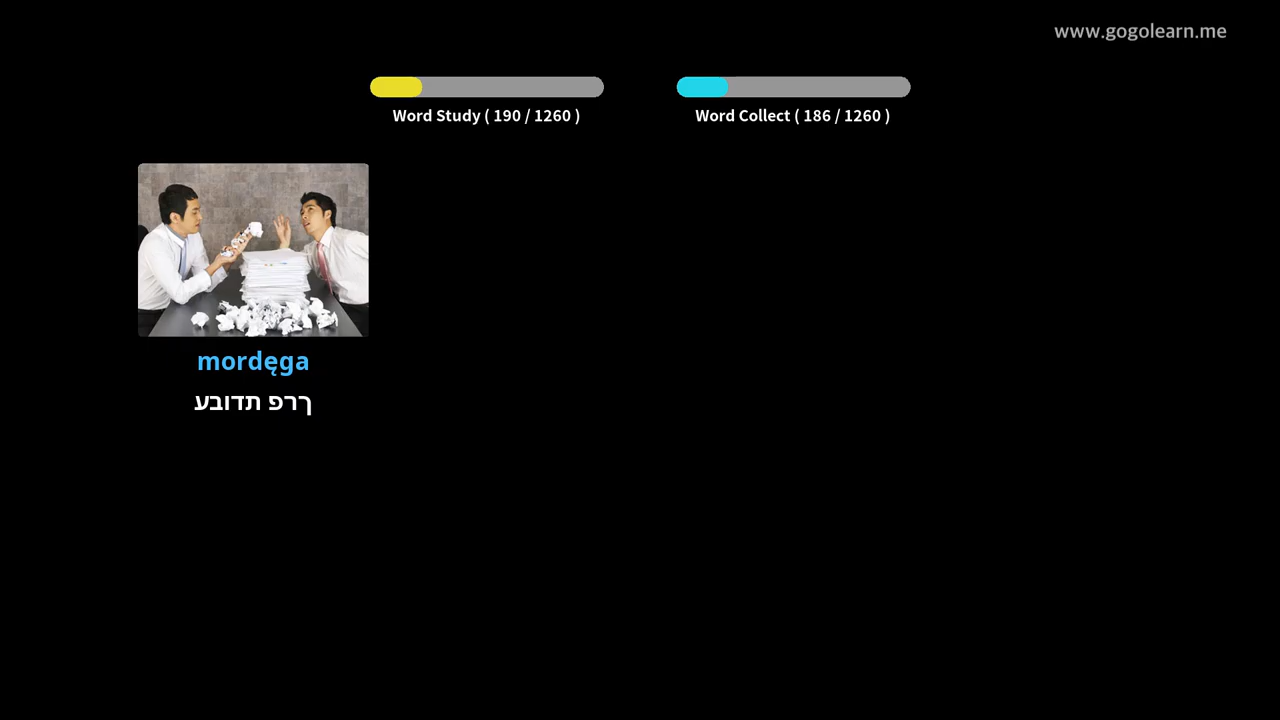 www.gogolearn.me
Word Study ( 190 / 1260 )
Word Collect ( 186 / 1260 )
mordęga
עבודת פרך